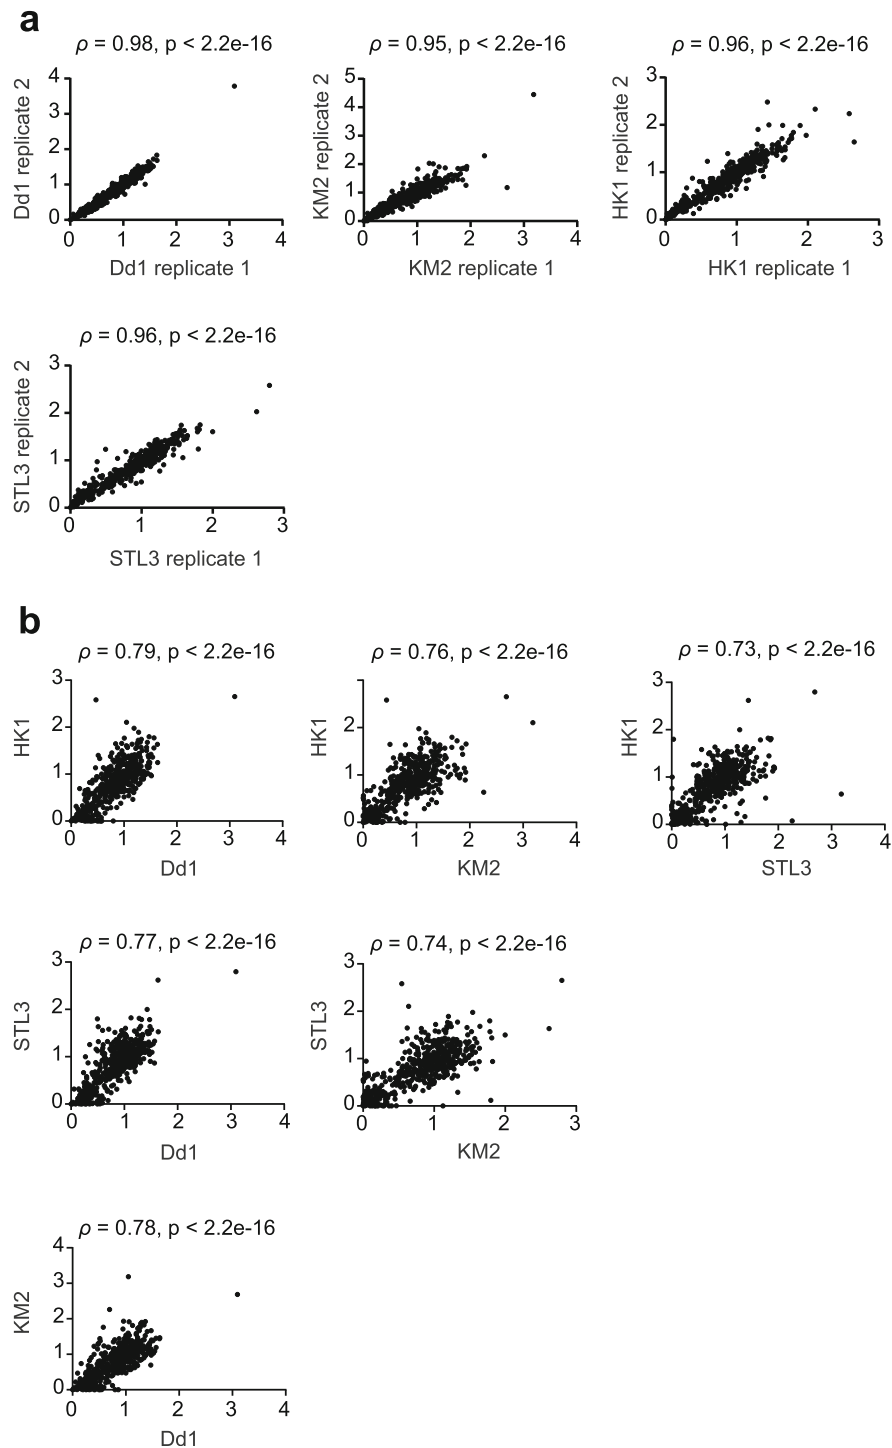 a
ρ = 0.98, p < 2.2e-16
ρ = 0.95, p < 2.2e-16
ρ = 0.96, p < 2.2e-16
Dd1 replicate 2
4
3
2
1
0
0 1 2 3 4
Dd1 replicate 1
KM2 replicate 2
5
4
3
2
1
0
0 1 2 3 4
KM2 replicate 1
HK1 replicate 2
3
2
1
0
0 1 2 3
HK1 replicate 1
ρ = 0.96, p < 2.2e-16
STL3 replicate 2
3
2
1
0
0 1 2 3
STL3 replicate 1
b
ρ = 0.79, p < 2.2e-16
HK1
3
2
1
0
0 1 2 3 4
Dd1
ρ = 0.76, p < 2.2e-16
HK1
2
1
0
0 1 2 3 4
KM2
ρ = 0.73, p < 2.2e-16
HK1
3
2
1
0
0 1 2 3 4
STL3
ρ = 0.77, p < 2.2e-16
STL3
3
2
1
0
0 1 2 3 4
Dd1
ρ = 0.74, p < 2.2e-16
STL3
3
2
1
0
0 1 2 3
KM2
ρ = 0.78, p < 2.2e-16
KM2
4
3
2
1
0
0 1 2 3 4
Dd1